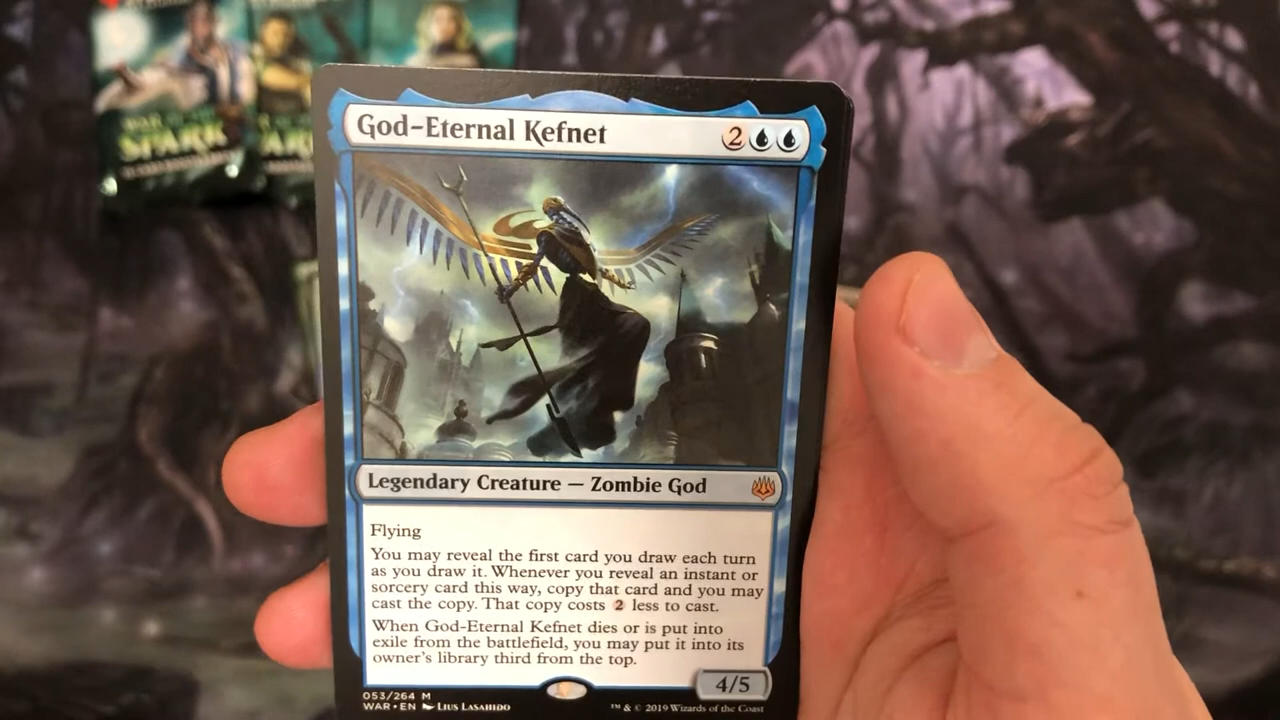 SPARK
God-Eternal Kefnet 2
Legendary Creature — Zombie God
Flying
You may reveal the first card you draw each turn
as you draw it. Whenever you reveal an instant or
sorcery card this way, copy that card and you may
cast the copy. That copy costs 2 less to cast.
When God-Eternal Kefnet dies or is put into
exile from the battlefield, you may put it into its
owner's library third from the top.
4/5
053/264 M
WAR • EN Lius Lasahido
™ & © 2019 Wizards of the Coast